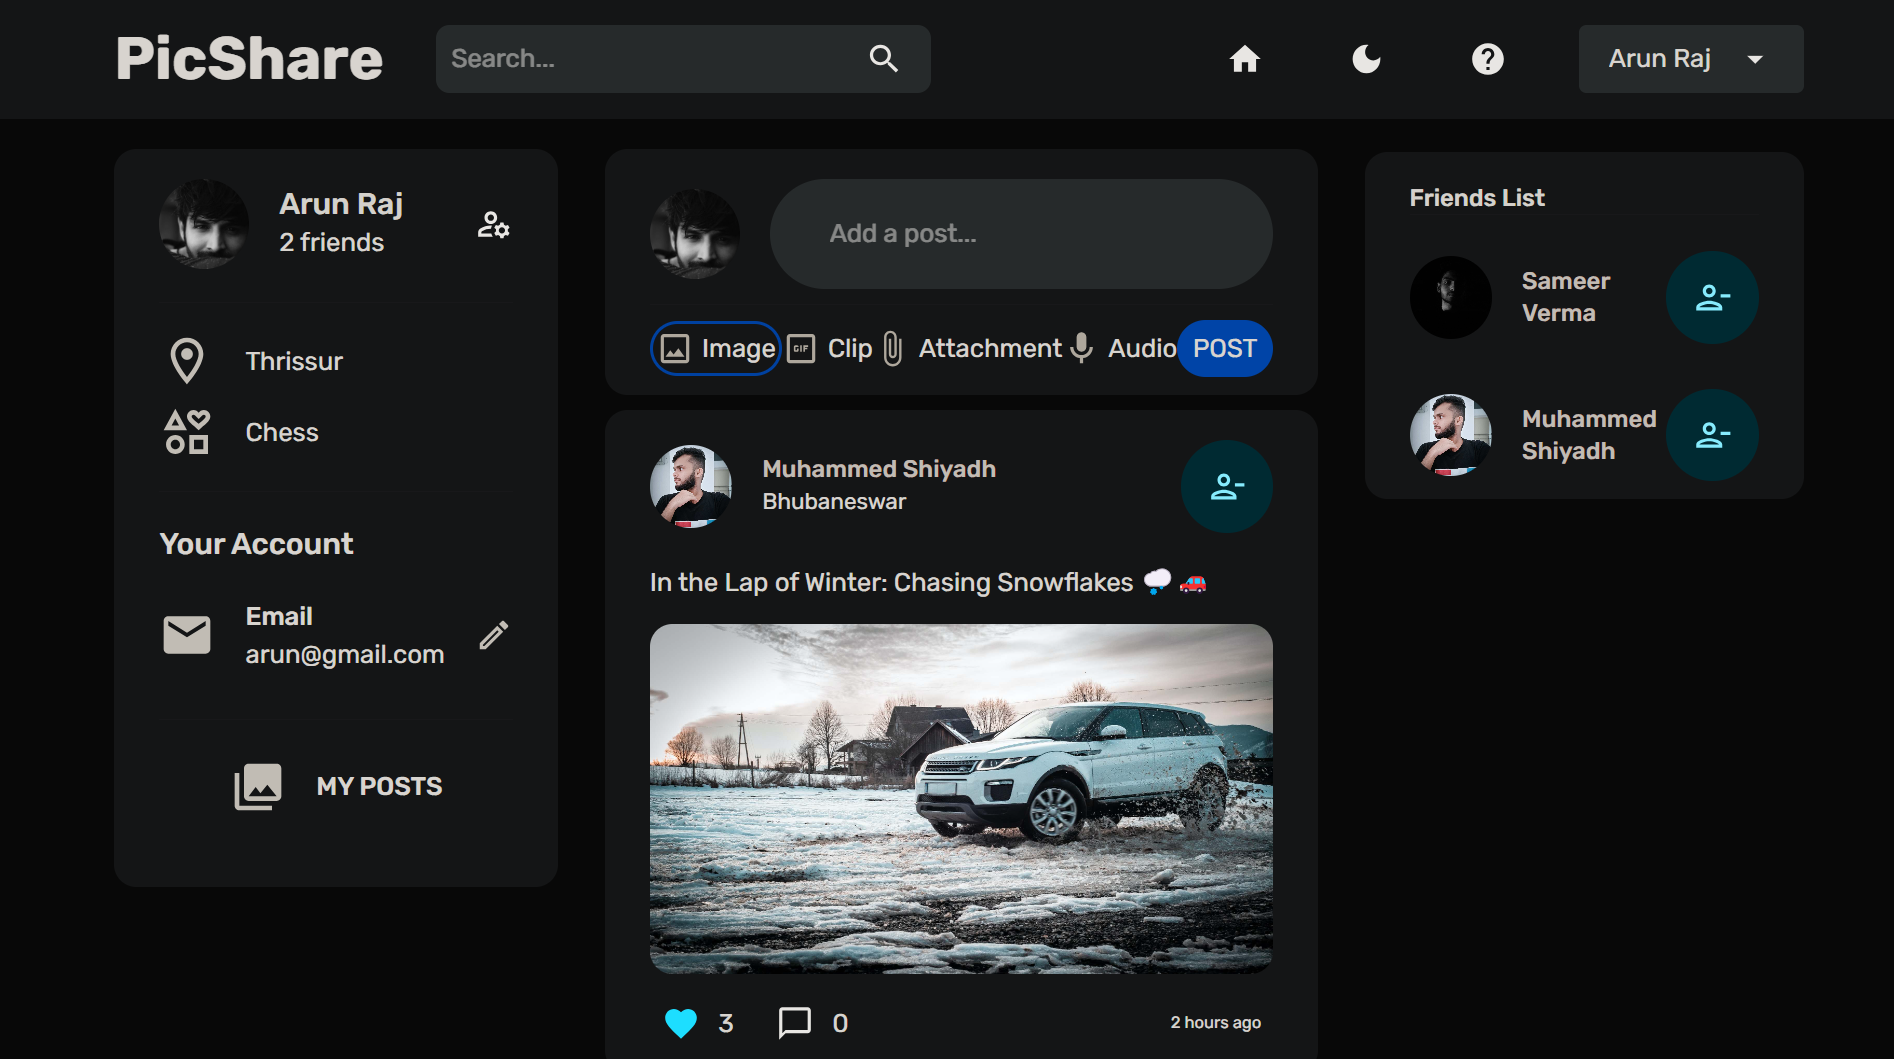 PicShare
Search...
Arun Raj
Arun Raj
2 friends
Thrissur
Chess
Your Account
Email
arun@gmail.com
MY POSTS
Add a post...
Image
GIF
Clip
Attachment
Audio
POST
Muhammed Shiyadh
Bhubaneswar
In the Lap of Winter: Chasing Snowflakes 🌨️ 🚗
3
0
2 hours ago
Friends List
Sameer
Verma
Muhammed
Shiyadh